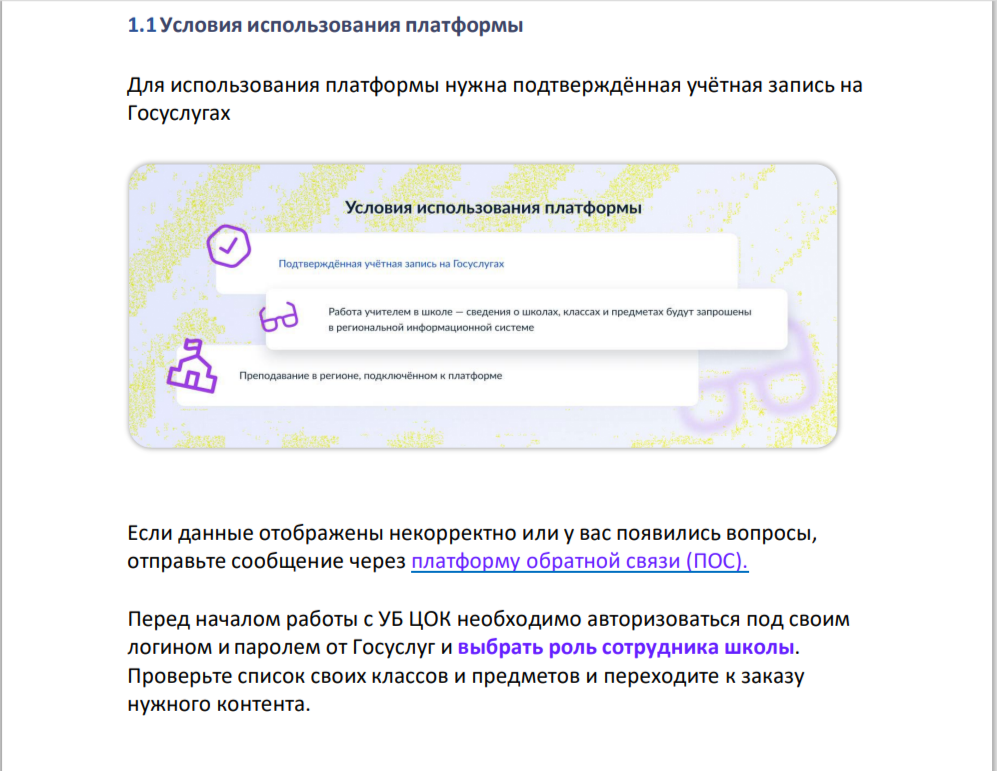 1.1 Условия использования платформы
Для использования платформы нужна подтверждённая учётная запись на
Госуслугах
Условия использования платформы
Подтверждённая учётная запись на Госуслугах
Работа учителем в школе — сведения о школах, классах и предметах будут запрошены
в региональной информационной системе
Преподавание в регионе, подключённом к платформе
Если данные отображены некорректно или у вас появились вопросы,
отправьте сообщение через платформу обратной связи (ПОС).
Перед началом работы с УБ ЦОК необходимо авторизоваться под своим
логином и паролем от Госуслуг и выбрать роль сотрудника школы.
Проверьте список своих классов и предметов и переходите к заказу
нужного контента.